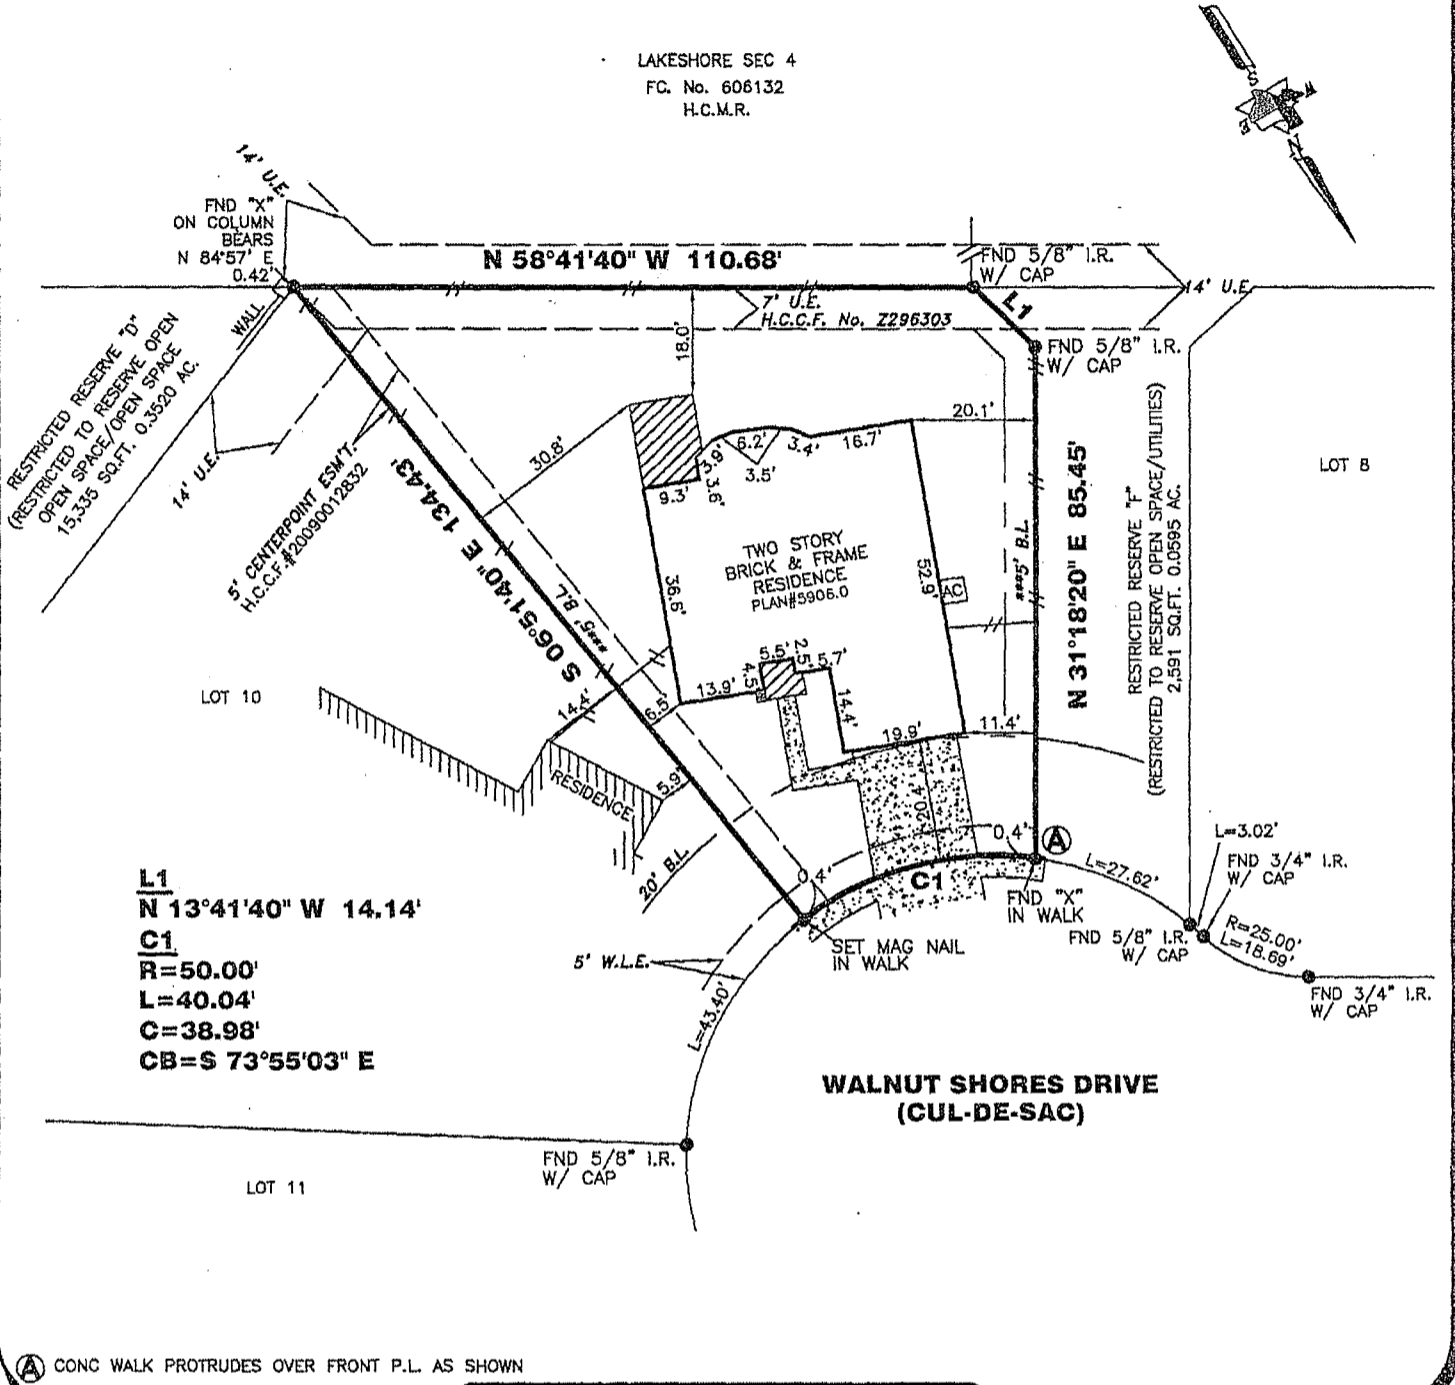 LAKESHORE SEC 4
FC. No. 606132
H.C.M.R.
S
W
E
N
14' U.E.
FND "X"
ON COLUMN
BEARS
N 84°57' E
0.42'
N 58°41'40" W 110.68'
FND 5/8" I.R.
W/ CAP
14' U.E.
L1
7' U.E.
H.C.C.F. No. Z296303
WALL
18.0'
FND 5/8" I.R.
W/ CAP
RESTRICTED RESERVE "D"
(RESTRICTED TO RESERVE OPEN
OPEN SPACE/OPEN SPACE
15,335 SQ.FT. 0.3520 AC.
14' U.E.
5' CENTERPOINT ESM'T.
H.C.C.F.#20090012832
S 06°51'40" E 134.43'
***5' B.L.
30.8'
9.3'
3.9'
3.6'
6.2'
3.5'
3.4'
16.7'
20.1'
LOT 8
TWO STORY
BRICK & FRAME
RESIDENCE
PLAN#5906.0
36.6'
52.9'
AC
***5' B.L.
N 31°18'20" E 85.45'
RESTRICTED RESERVE "F"
(RESTRICTED TO RESERVE OPEN SPACE/UTILITIES)
2,591 SQ.FT. 0.0595 AC.
LOT 10
14.4'
6.5'
13.9'
4.5'
5.5'
2.5'
5.7'
14.4'
19.9'
11.4'
RESIDENCE
5.9'
20.4'
20' B.L.
0.4'
0.4'
A
C1
L=27.62'
L=3.02'
FND 3/4" I.R.
W/ CAP
FND "X"
IN WALK
FND 5/8" I.R.
W/ CAP
R=25.00'
L=18.69'
FND 3/4" I.R.
W/ CAP
SET MAG NAIL
IN WALK
5' W.L.E.
L=43.40'
L1
N 13°41'40" W 14.14'
C1
R=50.00'
L=40.04'
C=38.98'
CB=S 73°55'03" E
WALNUT SHORES DRIVE
(CUL-DE-SAC)
FND 5/8" I.R.
W/ CAP
LOT 11
A CONC WALK PROTRUDES OVER FRONT P.L. AS SHOWN